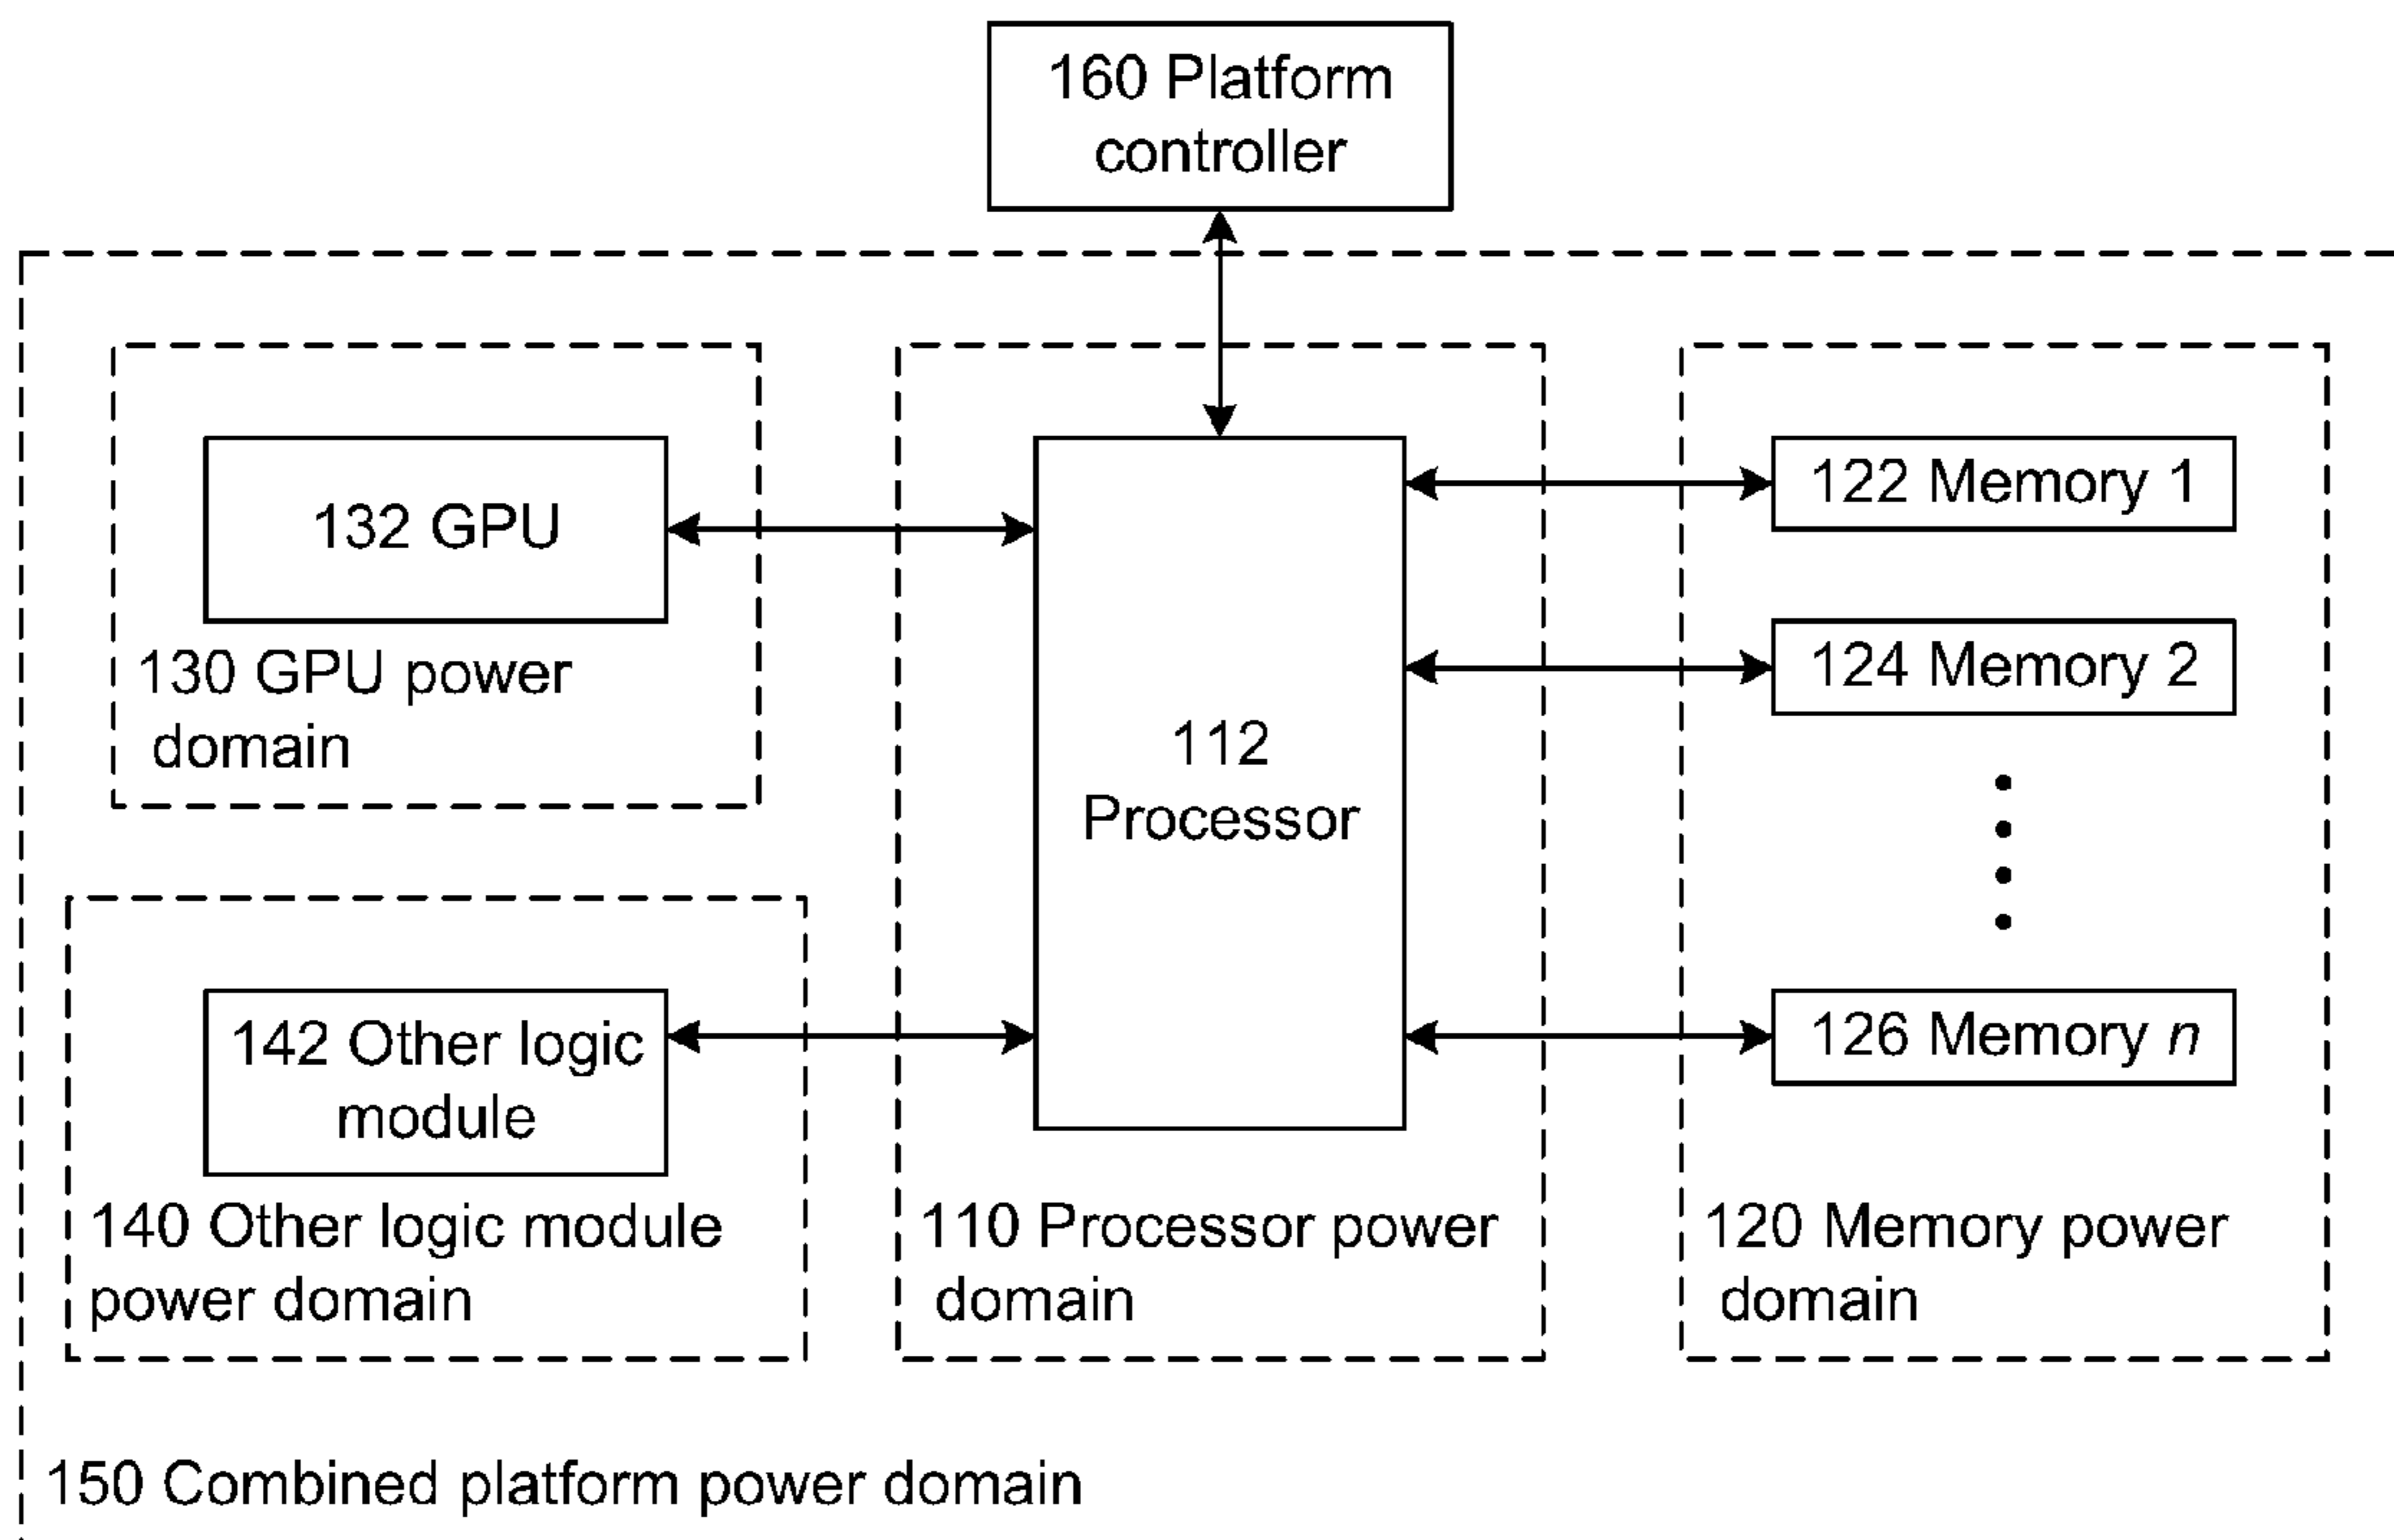 160 Platform
controller
132 GPU
130 GPU power
domain
142 Other logic
module
140 Other logic module
power domain
112
Processor
110 Processor power
domain
122 Memory 1
124 Memory 2
126 Memory n
120 Memory power
domain
150 Combined platform power domain